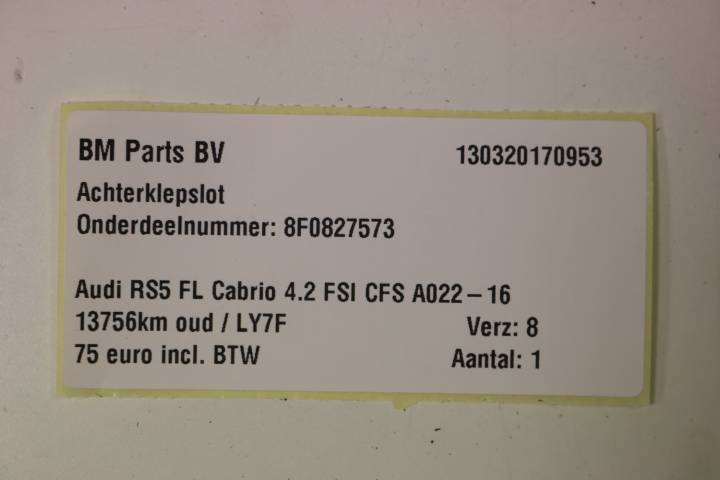 BM Parts BV 130320170953
Achterklepslot
Onderdeelnummer: 8F0827573
Audi RS5 FL Cabrio 4.2 FSI CFS A022-16
13756km oud / LY7F Verz: 8
75 euro incl. BTW Aantal: 1